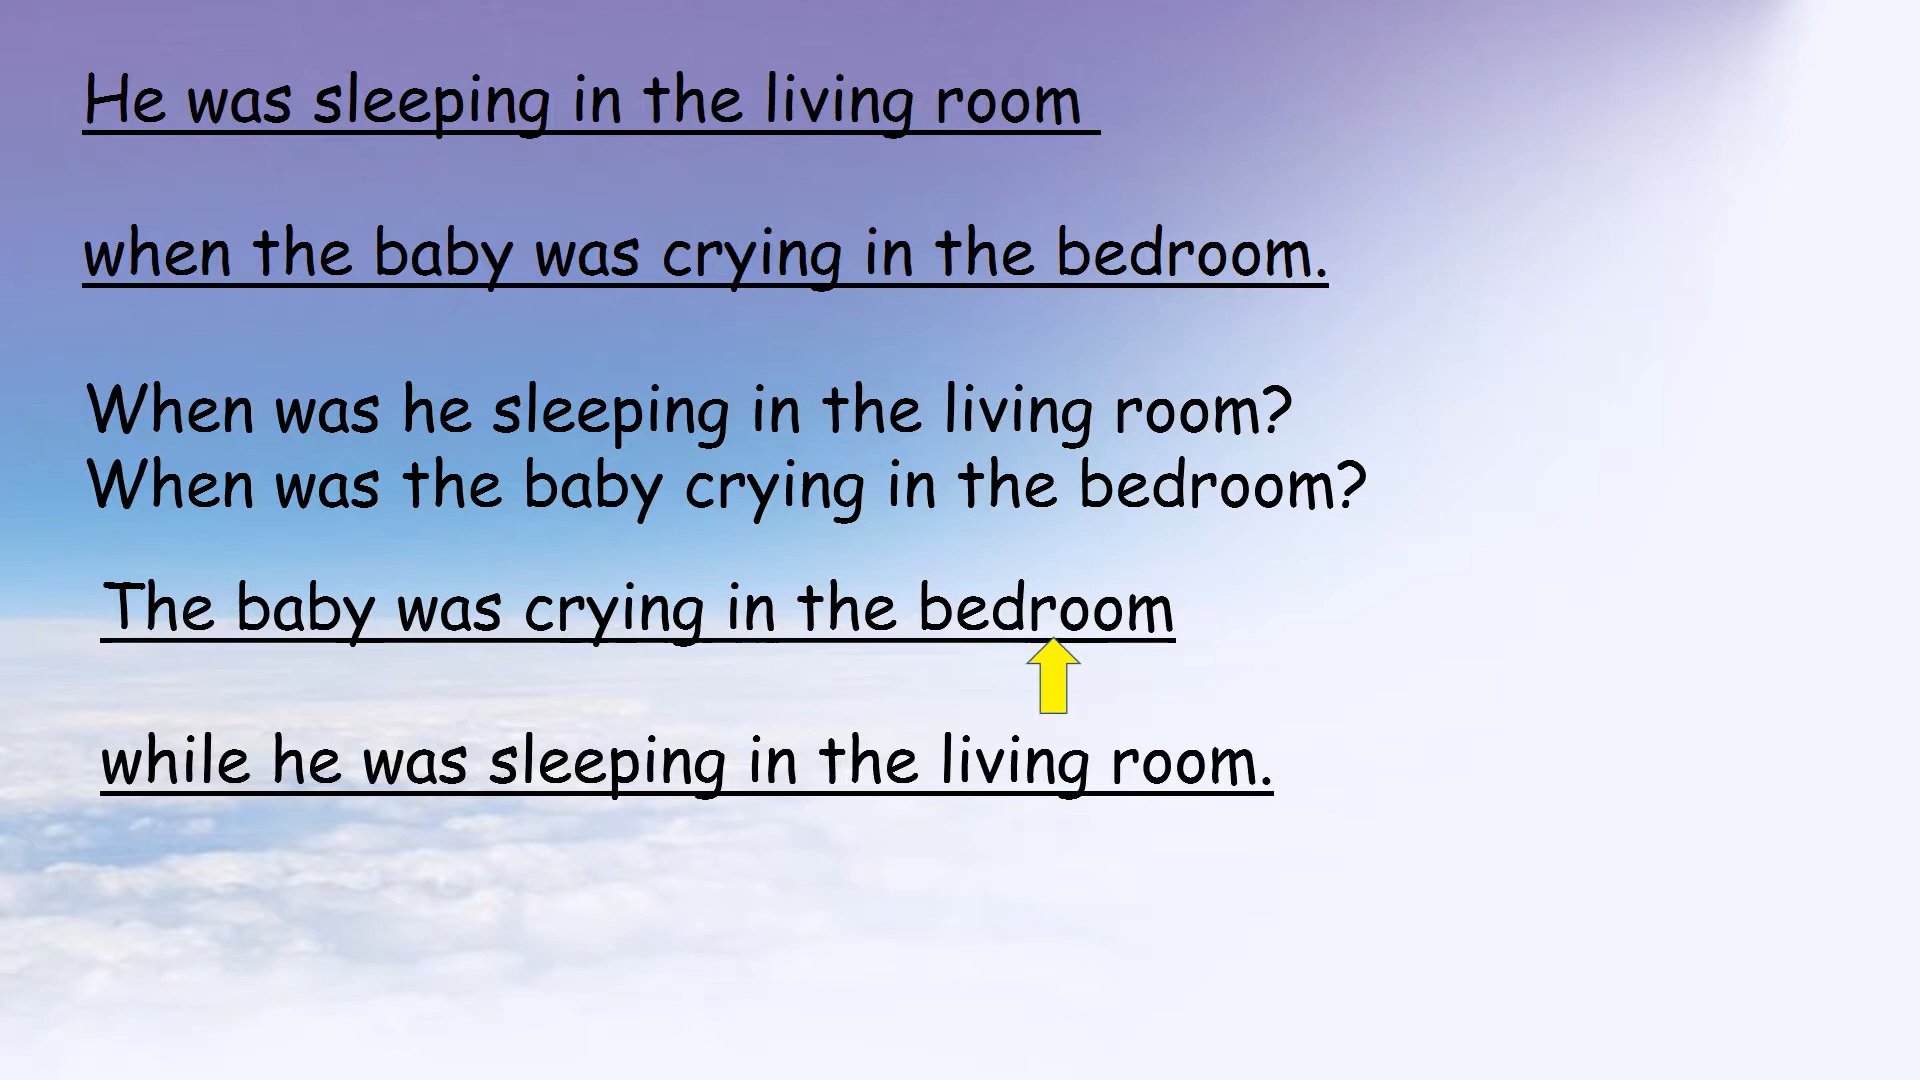 He was sleeping in the living room
when the baby was crying in the bedroom.
When was he sleeping in the living room?
When was the baby crying in the bedroom?
The baby was crying in the bedroom
while he was sleeping in the living room.